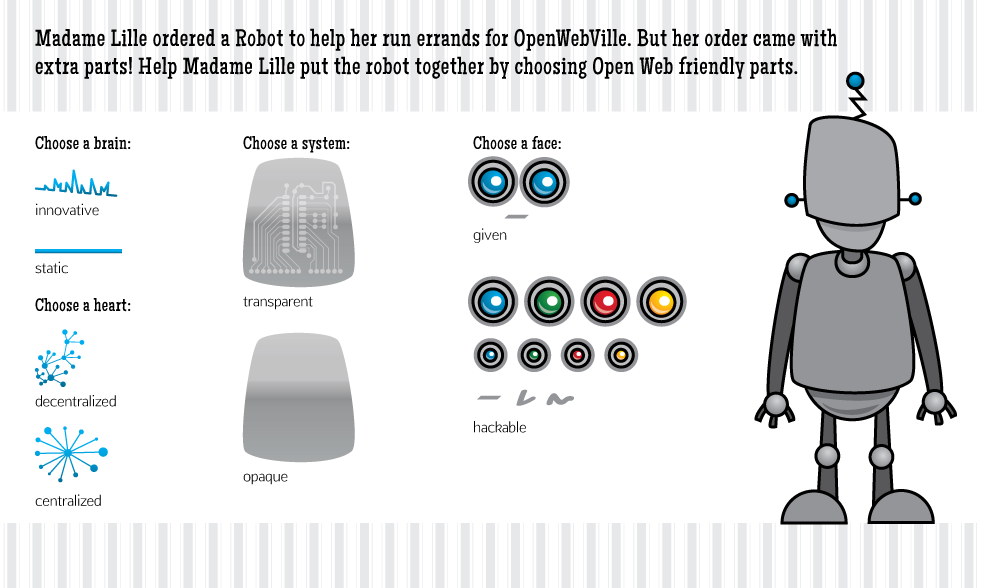 Madame Lille ordered a Robot to help her run errands for OpenWebVille. But her order came with
extra parts! Help Madame Lille put the robot together by choosing Open Web friendly parts.
Choose a brain:
innovative
static
Choose a heart:
decentralized
centralized
Choose a system:
transparent
opaque
Choose a face:
given
hackable